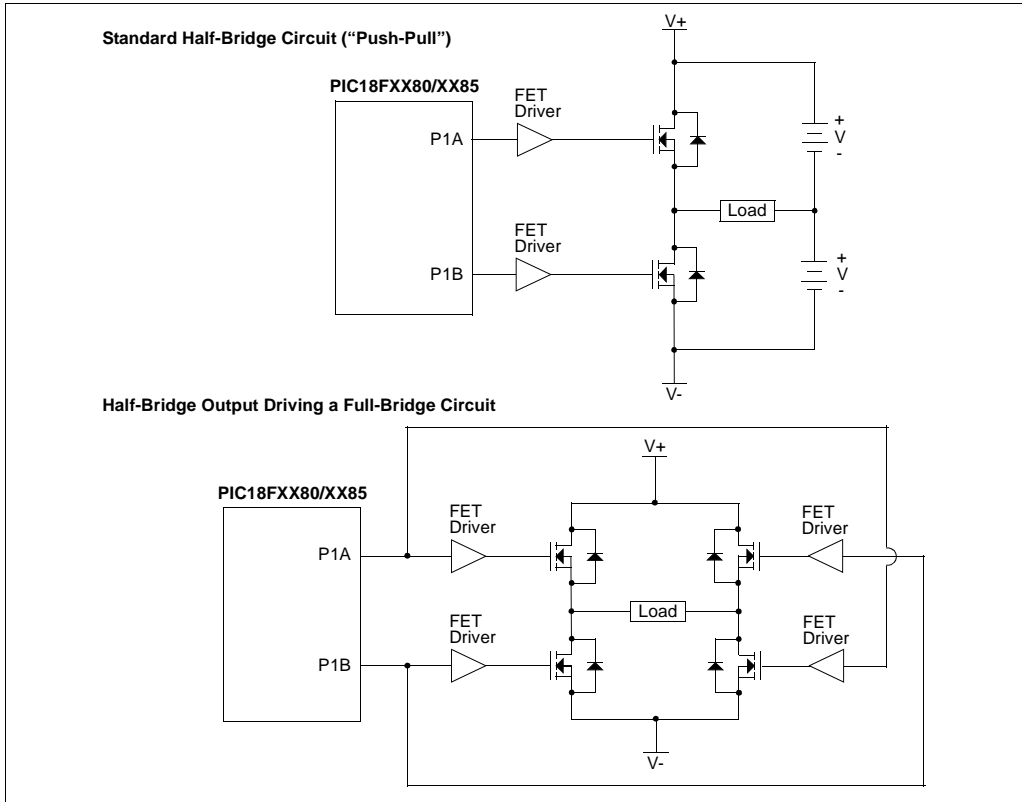 Standard Half-Bridge Circuit (“Push-Pull”)
V+
PIC18FXX80/XX85
FET
Driver
P1A
+
V
-
Load
FET
Driver
P1B
+
V
-
V-
Half-Bridge Output Driving a Full-Bridge Circuit
V+
PIC18FXX80/XX85
FET
Driver
FET
Driver
P1A
Load
FET
Driver
FET
Driver
P1B
V-